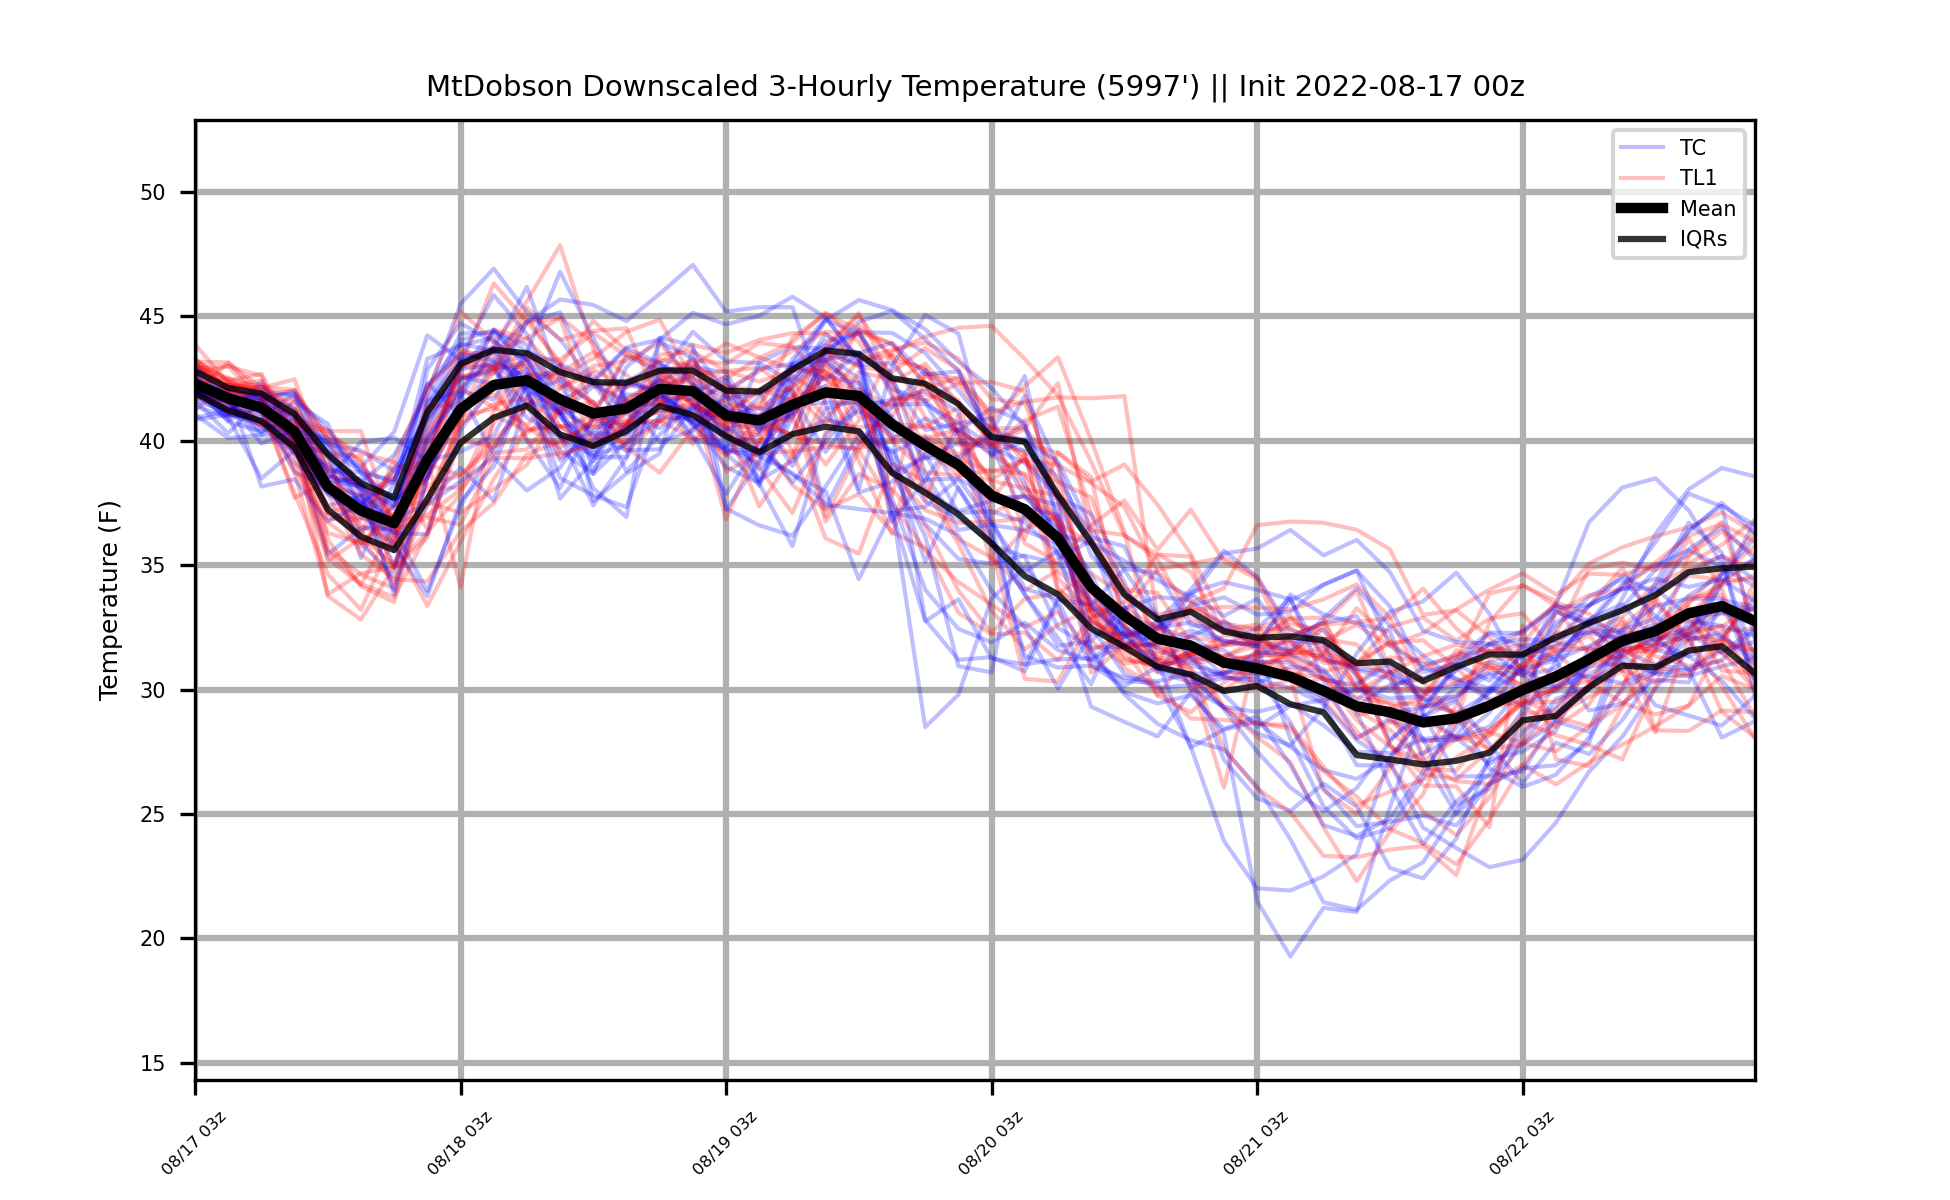 MtDobson Downscaled 3-Hourly Temperature (5997') || Init 2022-08-17 00z
TC
TL1
Mean
IQRs
Temperature (F)
50
45
40
35
30
25
20
15
08/17 03z
08/18 03z
08/19 03z
08/20 03z
08/21 03z
08/22 03z